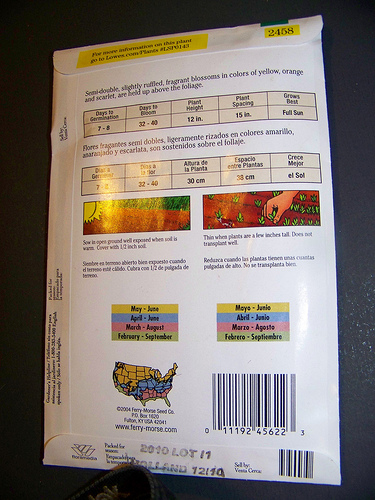 For more information on this plant
go to Lowes.com/Plants #LSP0143
2458
Semi-double, slightly ruffled, fragrant blossoms in colors of yellow, orange
and scarlet, are held up above the foliage.
Days to Germination Days to Bloom Plant Height Plant Spacing Grows Best
7 - 8 32 - 40 12 in. 15 in. Full Sun
Flores fragantes semi dobles, ligeramente rizados en colores amarillo,
anaranjado y escarlata, son sostenidos sobre el follaje.
Altura de la Planta Espacio entre Plantas Crece Mejor
32 - 40 30 cm 38 cm el Sol
Sow in open ground well exposed when soil is
warm. Cover with 1/2 inch soil.
Thin when plants are a few inches tall. Does not
transplant well.
Siembre en terreno abierto bien expuesto cuando
el terreno esté cálido. Cubra con 1/2 de pulgada de
terreno.
Reduzca cuando las plantas tienen unas cuantas
pulgadas de alto. No se transplanta bien.
May - June
April - June
March - August
February - September
Mayo - Junio
Abril - Junio
Marzo - Agosto
Febrero - Septiembre
©2004 Ferry-Morse Seed Co.
P.O. Box 1620
Fulton, KY USA 42041
www.ferry-morse.com
0 11192 45622 3
Packed for
season:
2010 LOT 11
HOLLAND 12/10
Sell by:
Venta Cerca: